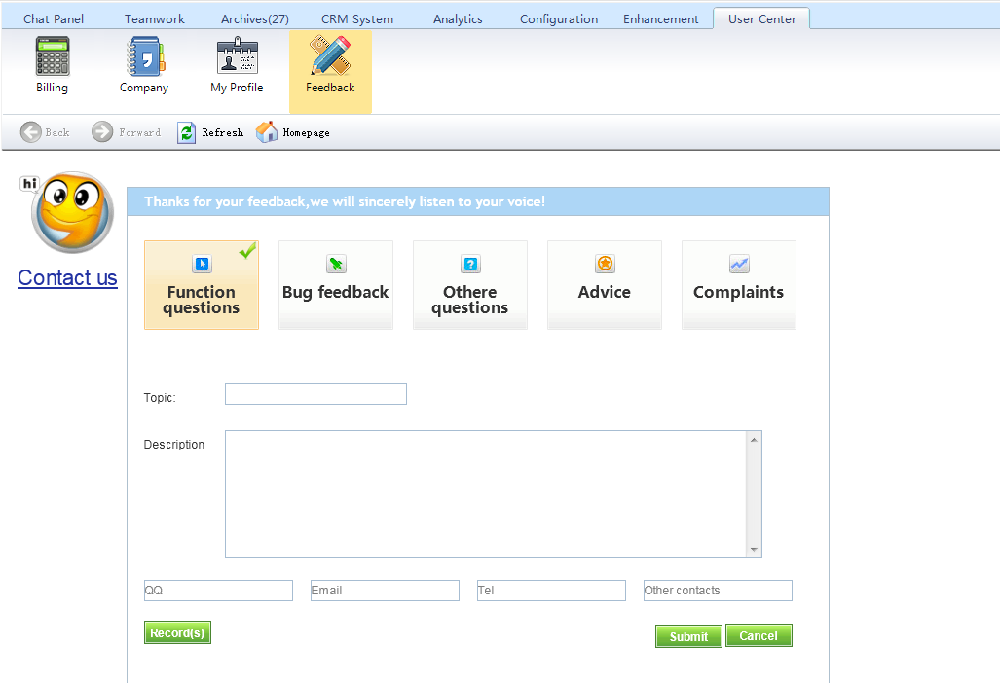 Chat Panel Teamwork Archives(27) CRM System Analytics Configuration Enhancement User Center
Billing Company My Profile Feedback
Back Forward Refresh Homepage
hi
Contact us
Thanks for your feedback,we will sincerely listen to your voice!
Function questions
Bug feedback
Othere questions
Advice
Complaints
Topic:
Description
QQ Email Tel Other contacts
Record(s) Submit Cancel